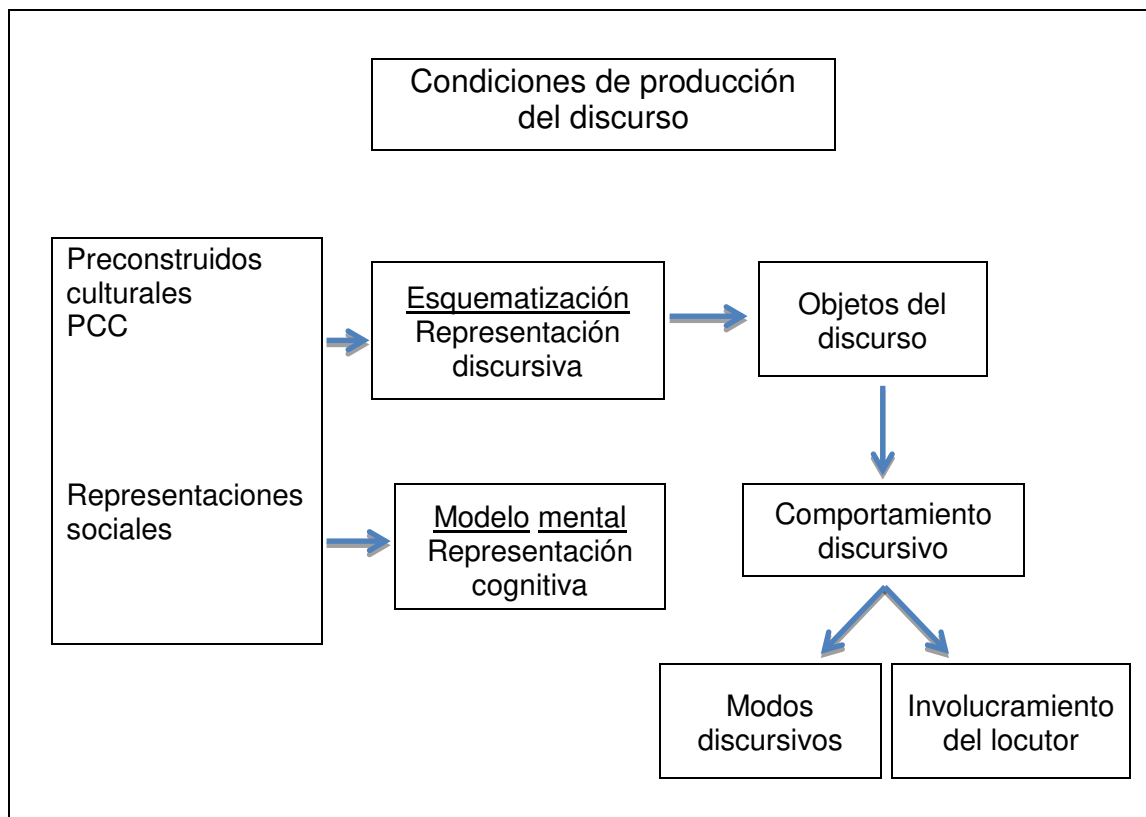 Condiciones de producción
del discurso
Preconstruidos
culturales
PCC
Representaciones
sociales
Esquematización
Representación
discursiva
Objetos del
discurso
Modelo mental
Representación
cognitiva
Comportamiento
discursivo
Modos
discursivos
Involucramiento
del locutor